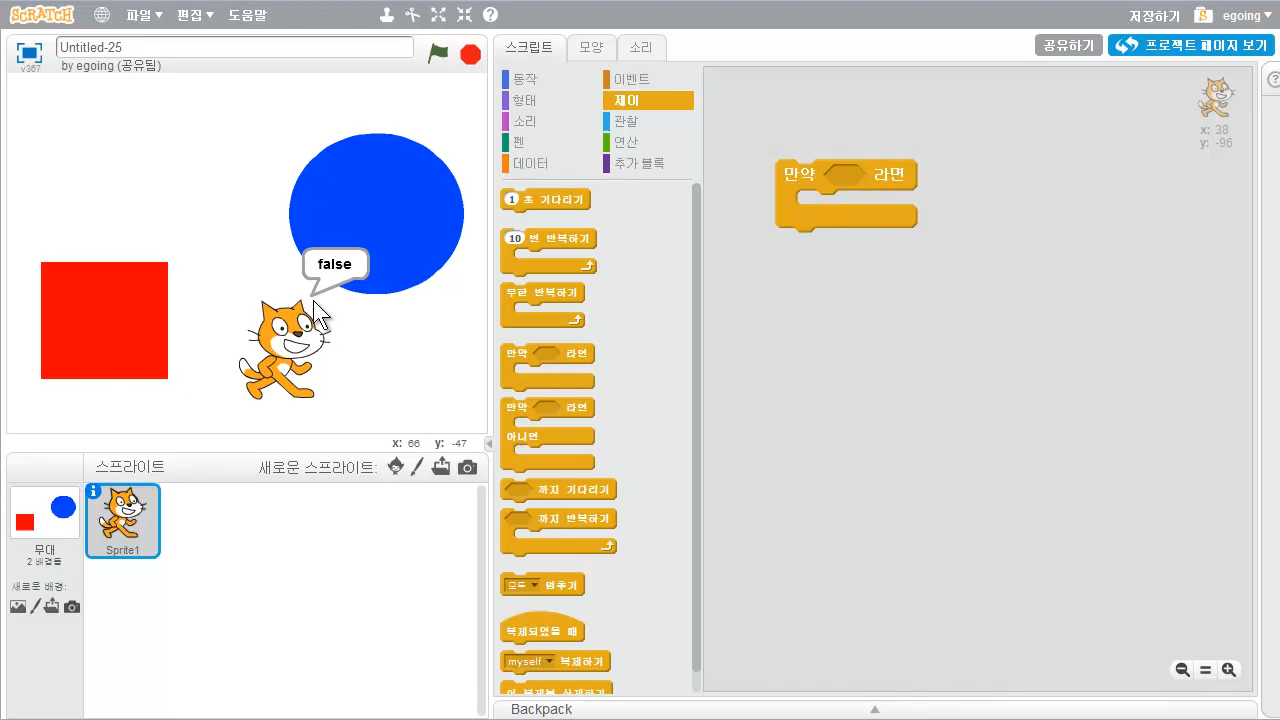 SCRATCH 파일 편집 도움말 저장하기 egoing
v367
Untitled-25
by egoing (공유됨)
스크립트 모양 소리
공유하기 프로젝트 페이지 보기
동작 이벤트
형태 제어
소리 관찰
펜 연산
데이터 추가 블록
1 초 기다리기
10 번 반복하기
무한 반복하기
만약 라면
만약 라면
아니면
까지 기다리기
까지 반복하기
모두 멈추기
복제되었을 때
myself 복제하기
이 복제본 삭제하기
만약 라면
x: 38
y: -96
false
x: 66 y: -47
스프라이트 새로운 스프라이트:
Sprite1
무대
2 배경들
새로운 배경:
Backpack